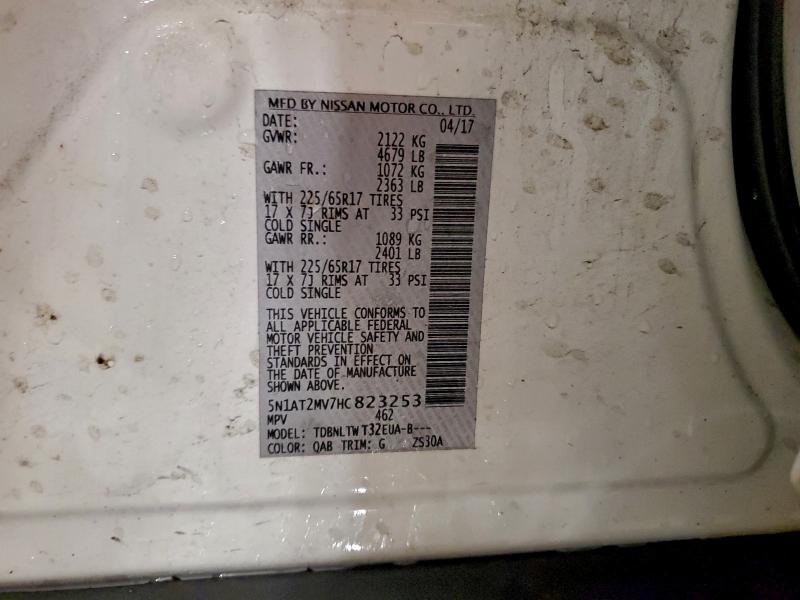 MFD BY NISSAN MOTOR CO., LTD.
DATE: 04/17
GVWR: 2122 KG
4679 LB
GAWR FR.: 1072 KG
2363 LB
WITH 225/65R17 TIRES
17 X 7J RIMS AT 33 PSI
COLD SINGLE
GAWR RR.: 1089 KG
2401 LB
WITH 225/65R17 TIRES
17 X 7J RIMS AT 33 PSI
COLD SINGLE
THIS VEHICLE CONFORMS TO
ALL APPLICABLE FEDERAL
MOTOR VEHICLE SAFETY AND
THEFT PREVENTION
STANDARDS IN EFFECT ON
THE DATE OF MANUFACTURE
SHOWN ABOVE.
5N1AT2MV7HC823253
MPV 462
MODEL: TDBNLTW T32EUA-B---
COLOR: QAB TRIM: G ZS30A